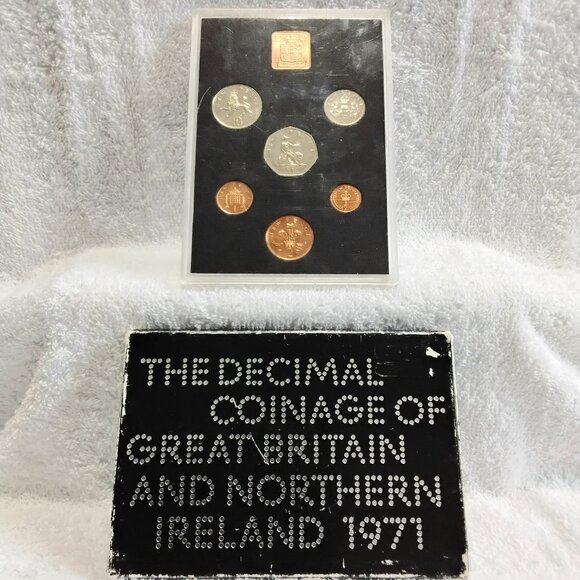 THE DECIMAL
COINAGE OF
GREAT BRITAIN
AND NORTHERN
IRELAND 1971